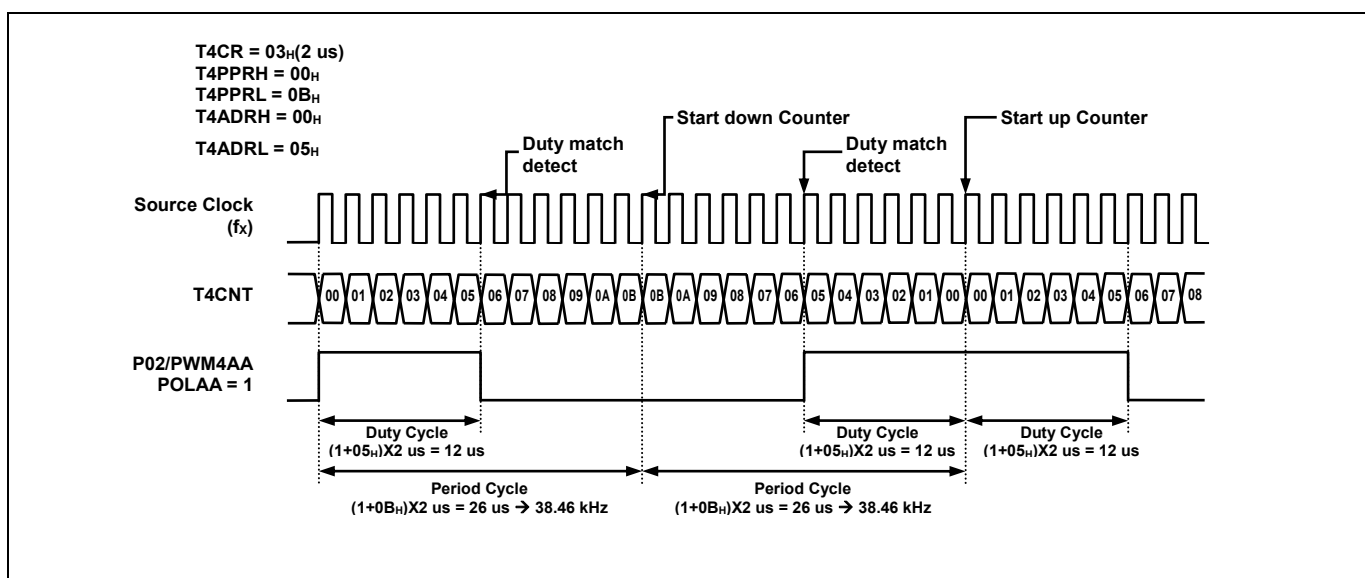 T4CR = 03H(2 us)
T4PPRH = 00H
T4PPRL = 0BH
T4ADRH = 00H
T4ADRL = 05H
Duty match
detect
Start down Counter
Duty match
detect
Start up Counter
Source Clock
(fX)
T4CNT
00 01 02 03 04 05 06 07 08 09 0A 0B 0B 0A 09 08 07 06 05 04 03 02 01 00 00 01 02 03 04 05 06 07 08
P02/PWM4AA
POLAA = 1
Duty Cycle
(1+05H)X2 us = 12 us
Duty Cycle
(1+05H)X2 us = 12 us
Duty Cycle
(1+05H)X2 us = 12 us
Period Cycle
(1+0BH)X2 us = 26 us → 38.46 kHz
Period Cycle
(1+0BH)X2 us = 26 us → 38.46 kHz